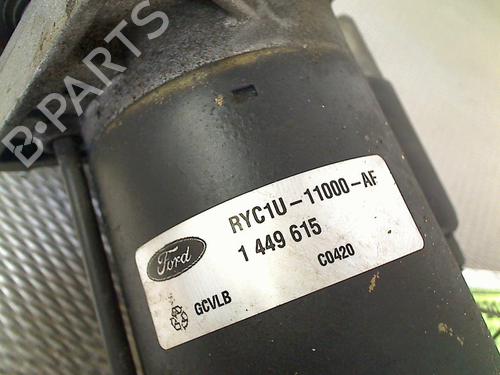 B-PARTS
RYC1U-11000-AF
Ford
1 449 615
C0420
GCVLB